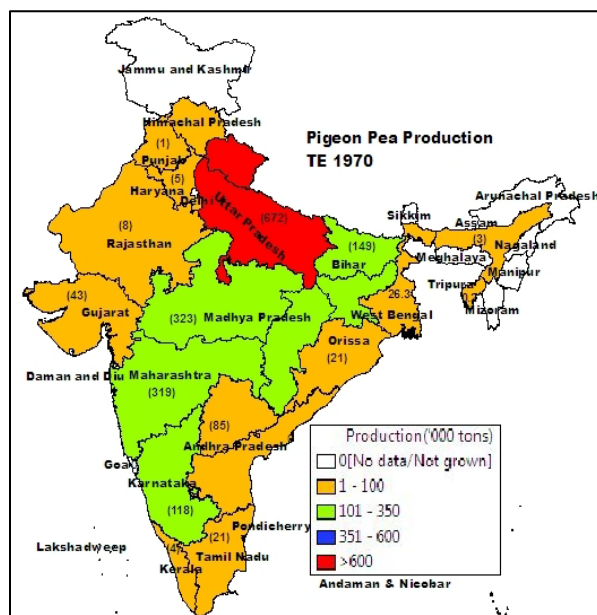 Jammu and Kashmir
Himachal Pradesh
(1)
Punjab
Pigeon Pea Production
TE 1970
(5)
Haryana
Delhi
Arunachal Pradesh
Uttar Pradesh
(672)
Sikkim
Assam
(3)
(8)
Rajasthan
(149)
Bihar
Nagaland
Meghalaya
Manipur
Tripura
(43)
Gujarat
(323)
Madhya Pradesh
26.3
West Bengal
Mizoram
Orissa
(21)
Daman and Diu
Maharashtra
(319)
(85)
Andhra Pradesh
Production('000 tons)
0[No data/Not grown]
1 - 100
101 - 350
351 - 600
>600
Goa
Karnataka
(118)
Pondicherry
(21)
Tamil Nadu
Lakshadweep
(4)
Kerala
Andaman & Nicobar